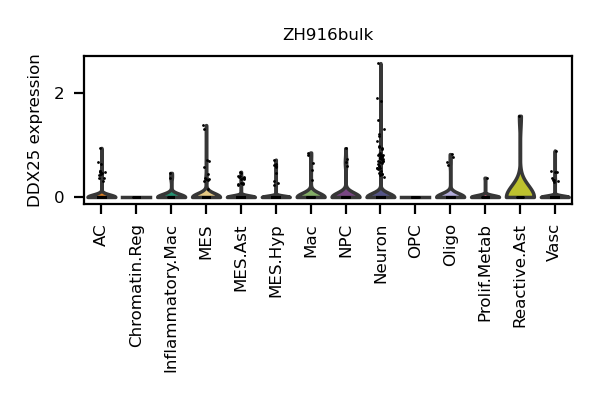 ZH916bulk
DDX25 expression
2
0
AC
Chromatin.Reg
Inflammatory.Mac
MES
MES.Ast
MES.Hyp
Mac
NPC
Neuron
OPC
Oligo
Prolif.Metab
Reactive.Ast
Vasc